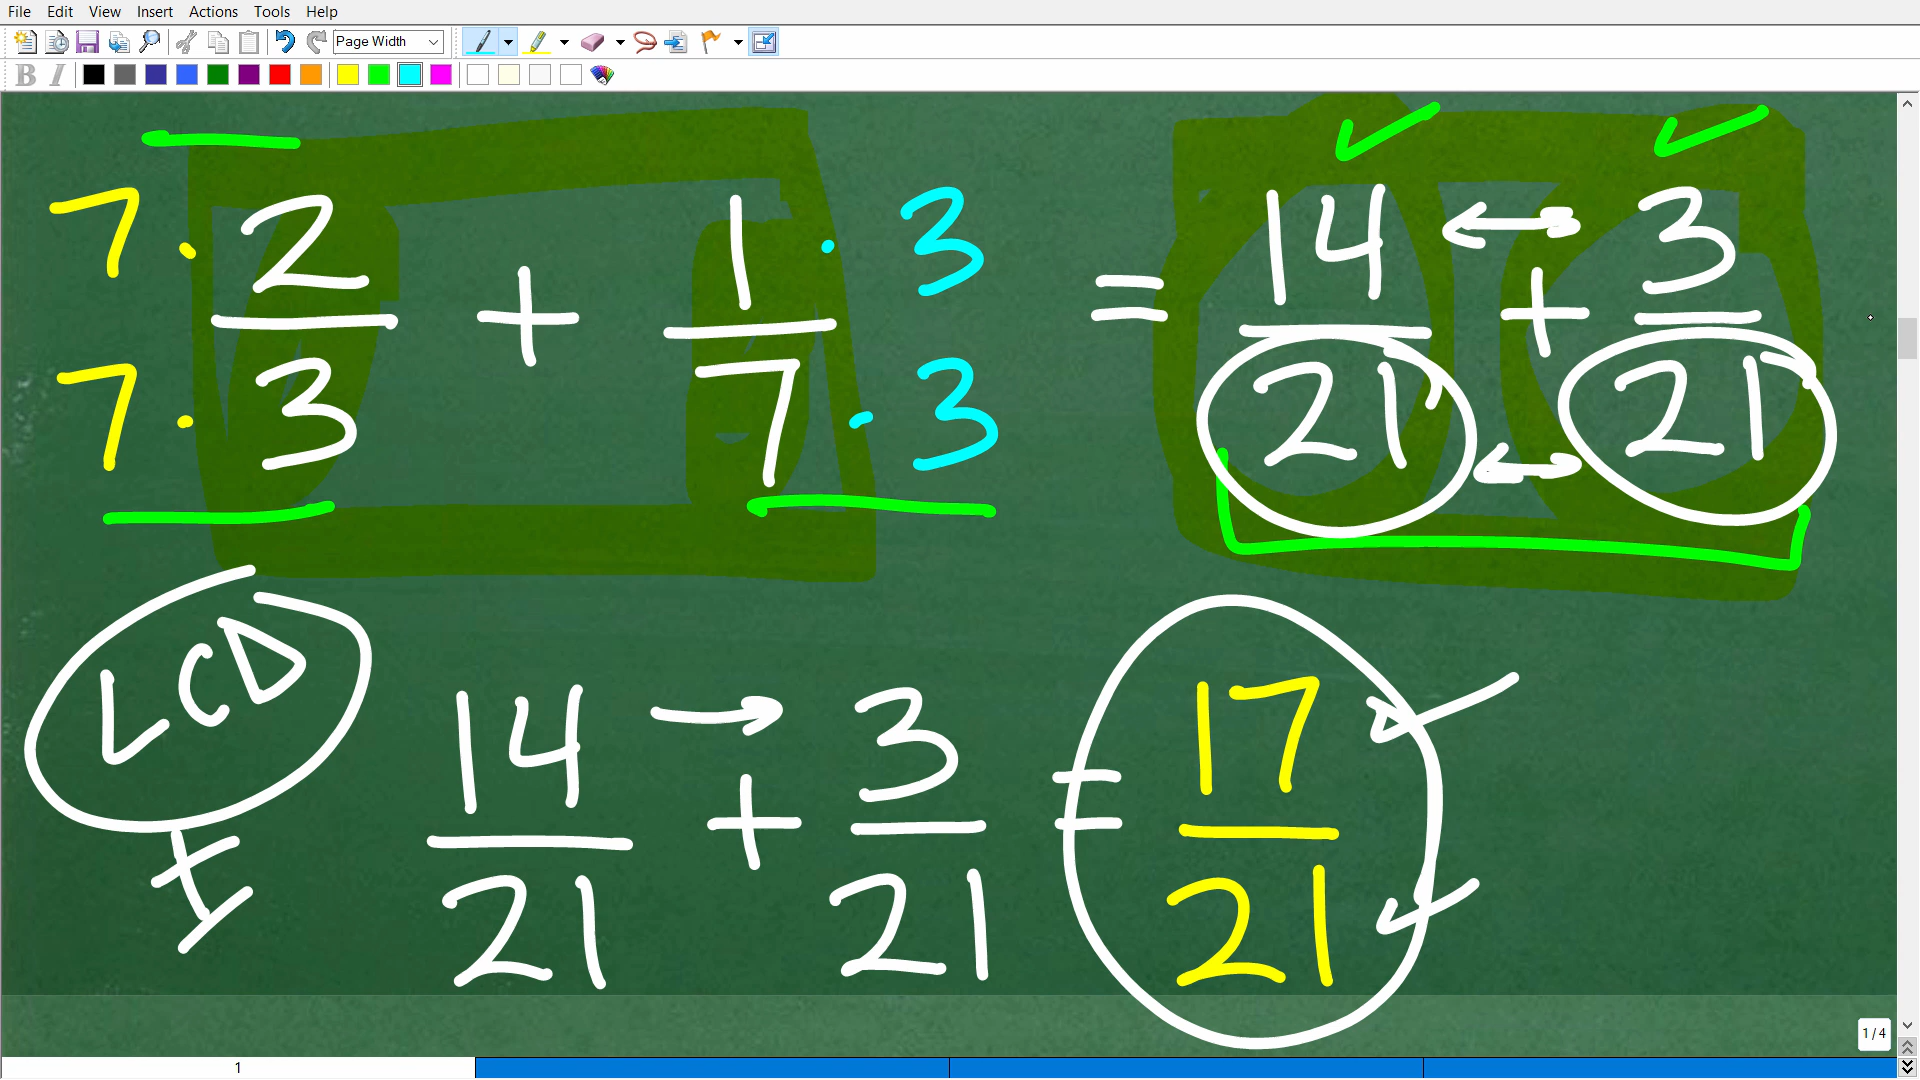 File Edit View Insert Actions Tools Help
Page Width
B I
7 · 2 + 1 · 3 = 14 + 3
7 · 3 7 · 3 21 21
LCD
14 + 3 = 17
21 21 21
1 / 4
1